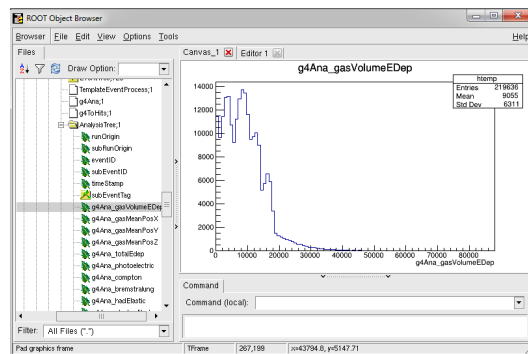 ROOT Object Browser
Browser File Edit View Options Tools Help
Files
Draw Option:
TemplateEventProcess;1
g4Ana;1
g4ToHits;1
AnalysisTree;1
runOrigin
subRunOrigin
eventID
subEventID
timeStamp
subEventTag
g4Ana_gasVolumeEDep
g4Ana_gasMeanPosX
g4Ana_gasMeanPosY
g4Ana_gasMeanPosZ
g4Ana_totalEdep
g4Ana_photoelectric
g4Ana_compton
g4Ana_bremstralung
g4Ana_hadElastic
Filter: All Files (*.*)
Canvas_1 Editor 1
g4Ana_gasVolumeEDep
htemp
Entries 219636
Mean 9055
Std Dev 6311
14000
12000
10000
8000
6000
4000
2000
0
0 10000 20000 30000 40000 50000 60000 70000 80000
g4Ana_gasVolumeEDep
Command
Command (local):
Pad graphics frame TFrame 267,199 x=43794.8, y=5147.71